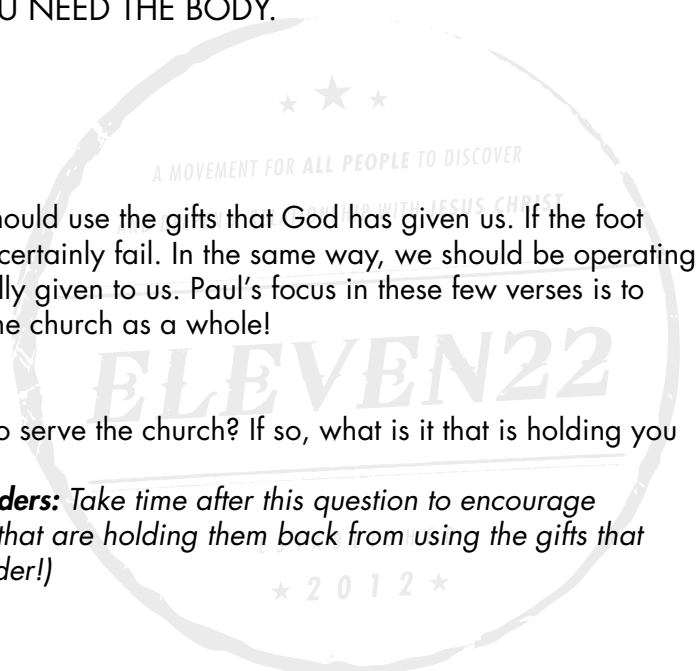 U NEED THE BODY.
A MOVEMENT FOR ALL PEOPLE TO DISCOVER
hould use the gifts that God has given us. If the foot
WITH JESUS CHRIST
certainly fail. In the same way, we should be operating
lly given to us. Paul’s focus in these few verses is to
he church as a whole!
ELEVEN22
o serve the church? If so, what is it that is holding you
ders: Take time after this question to encourage
that are holding them back from using the gifts that
der!)
★ 2012 ★